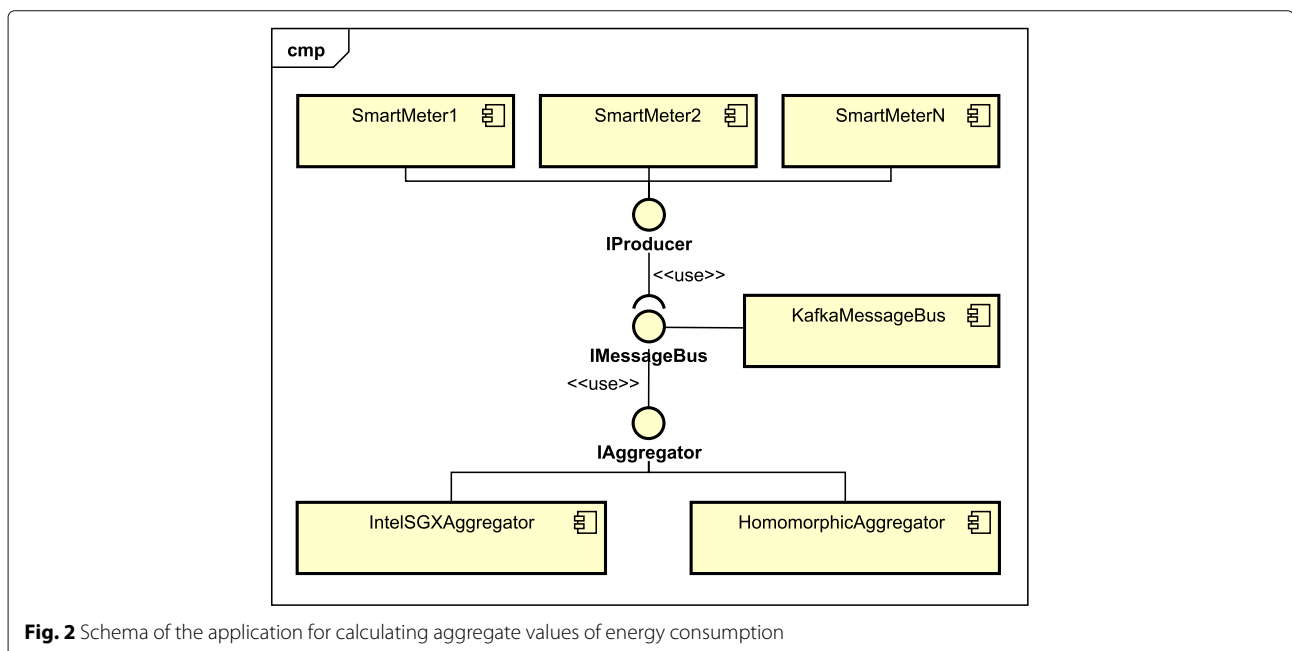 cmp
SmartMeter1
SmartMeter2
SmartMeterN
IProducer
<<use>>
KafkaMessageBus
IMessageBus
<<use>>
IAggregator
IntelSGXAggregator
HomomorphicAggregator
Fig. 2 Schema of the application for calculating aggregate values of energy consumption